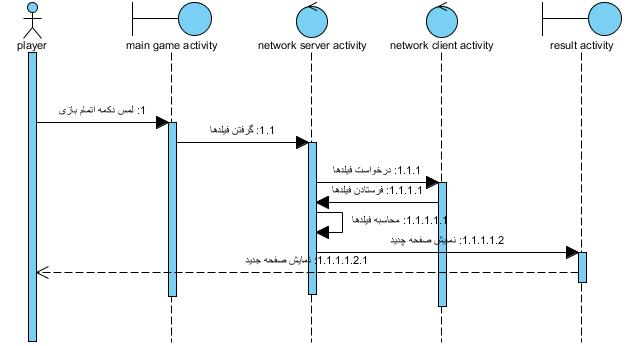 player
main game activity
network server activity
network client activity
result activity
1: لمس دکمه اتمام بازی
1.1: گرفتن فیلدها
1.1.1: درخواست فیلدها
1.1.1.1: فرستادن فیلدها
1.1.1.1.1: محاسبه فیلدها
1.1.1.1.2: نمیش صفحه چدید
1.1.1.1.2.1: نمایش صفحه جدید